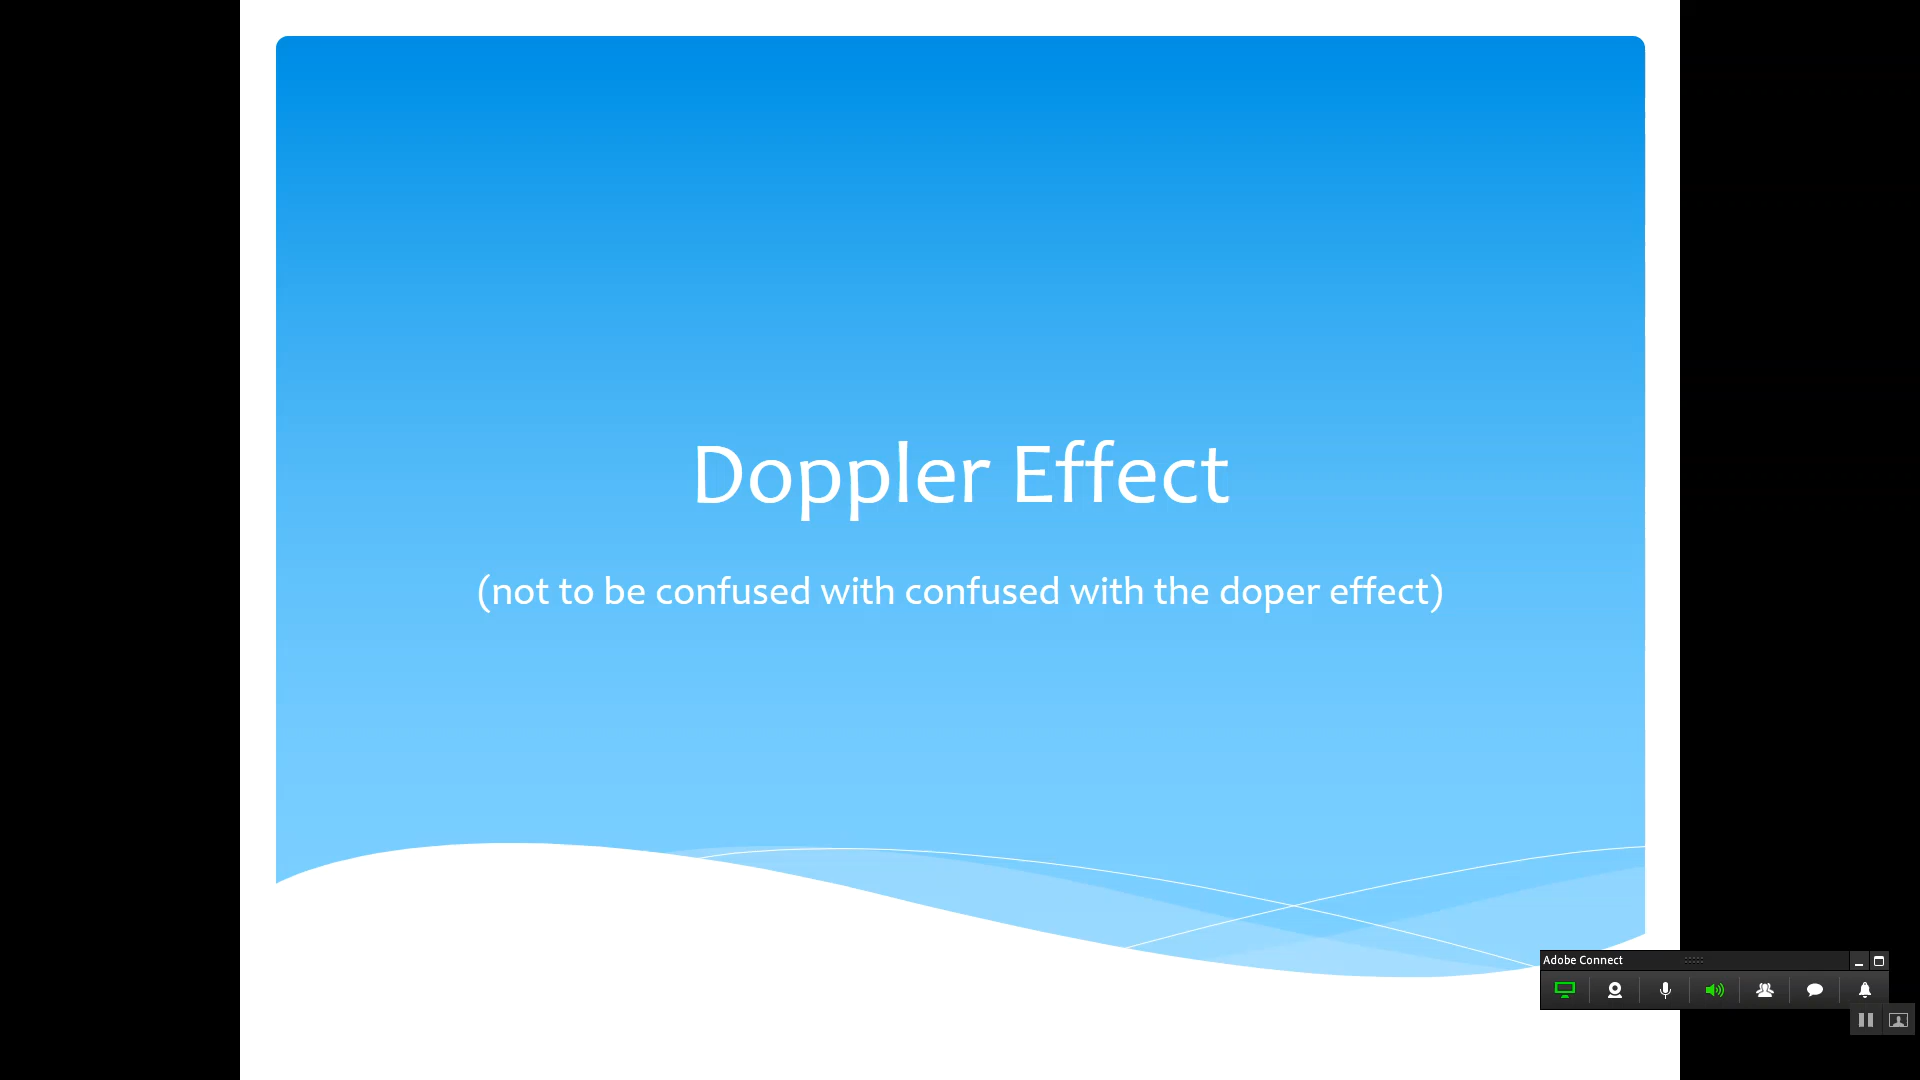 Doppler Effect
(not to be confused with confused with the doper effect)
Adobe Connect